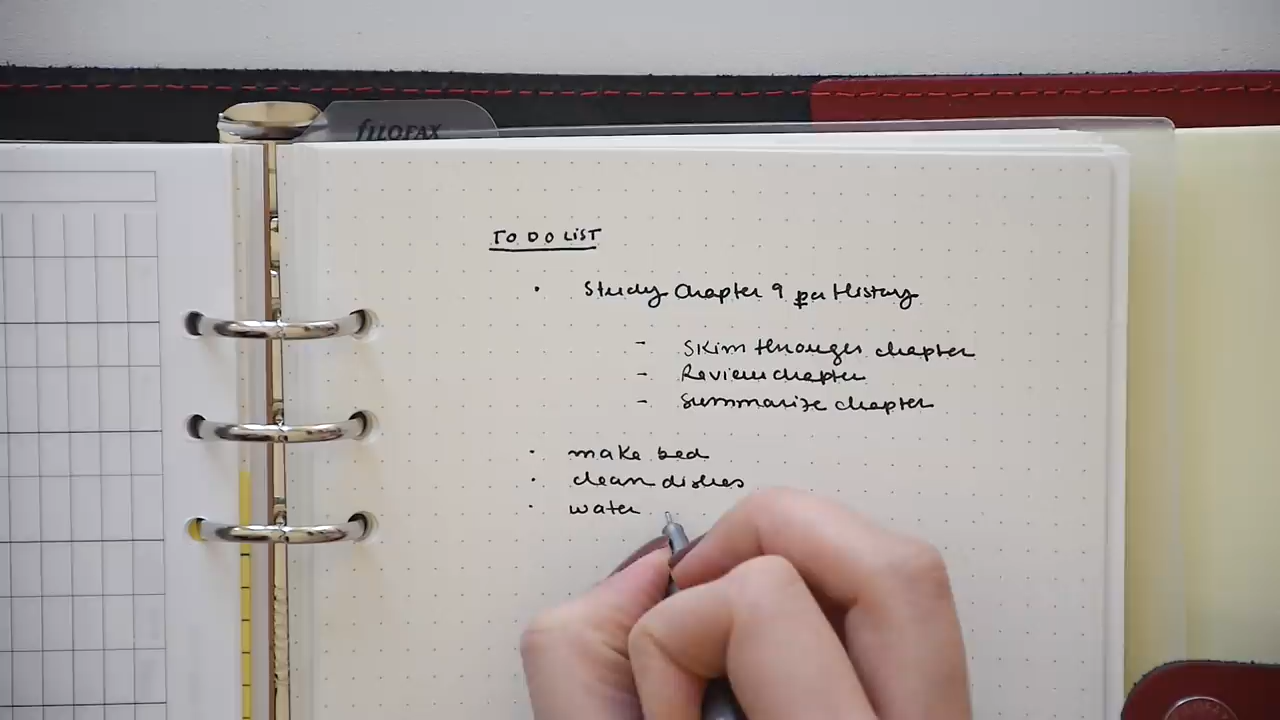 filofax
TO DO LIST
• Study Chapter 9 for History
- Skim through chapter
- Review chapter
- Summarize chapter
• make bed
• clean dishes
• water